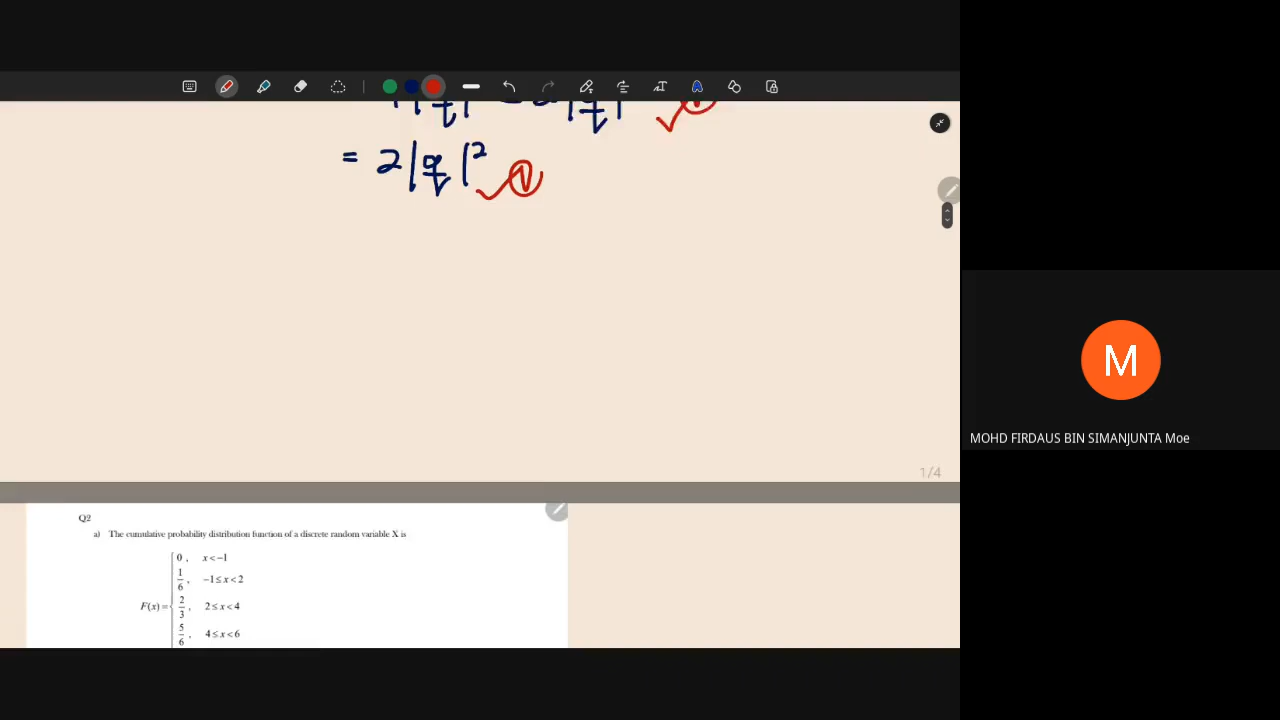 = 2|q|²
1/4
Q2
a) The cumulative probability distribution function of a discrete random variable X is
0 , x < −1
1/6 , −1 ≤ x < 2
F(x) = 2/3 , 2 ≤ x < 4
5/6 , 4 ≤ x < 6
M
MOHD FIRDAUS BIN SIMANJUNTA Moe